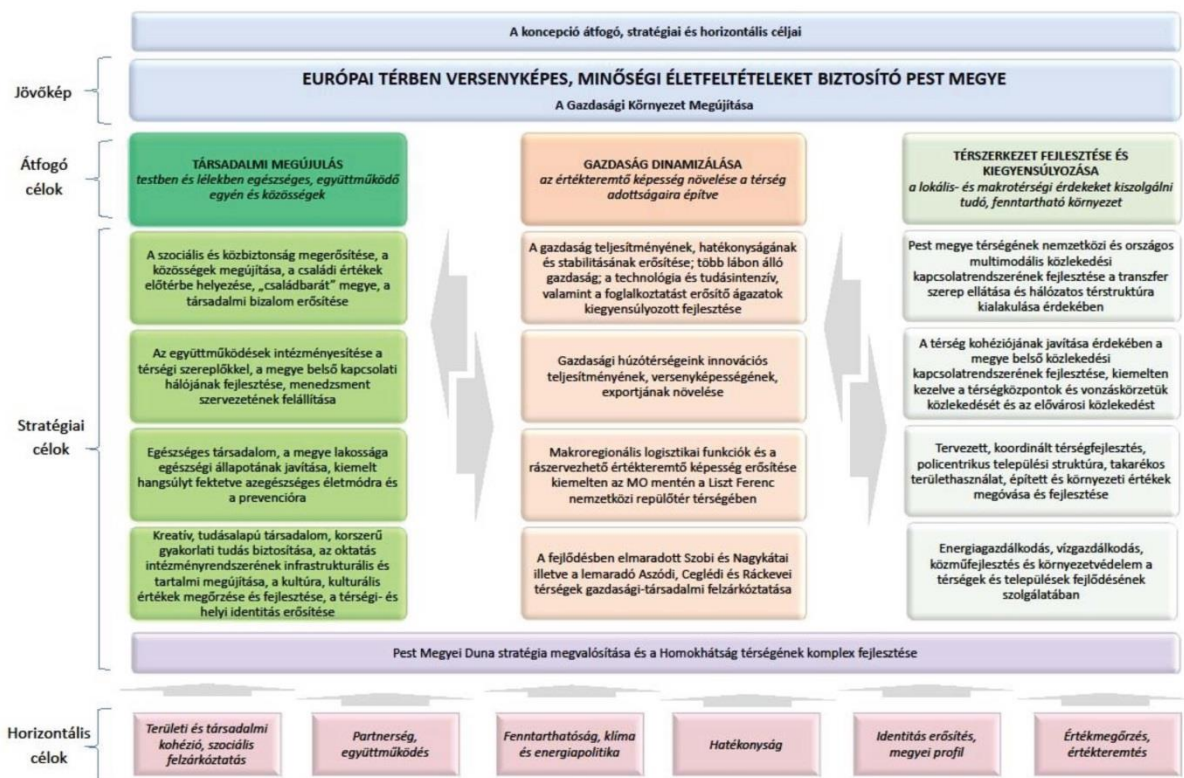 A koncepció átfogó, stratégiai és horizontális céljai
Jövőkép
EURÓPAI TÉRBEN VERSENYKÉPES, MINŐSÉGI ÉLETFELTÉTELEKET BIZTOSÍTÓ PEST MEGYE
A Gazdasági Környezet Megújítása
Átfogó
célok
TÁRSADALMI MEGÚJULÁS
testben és lélekben egészséges, együttműködő
egyén és közösségek
GAZDASÁG DINAMIZÁLÁSA
az értékteremtő képesség növelése a térség
adottságaira építve
TÉRSZERKEZET FEJLESZTÉSE ÉS
KIEGYENSÚLYOZÁSA
a lokális- és makrotérségi érdekeket kiszolgálni
tudó, fenntartható környezet
Stratégiai
célok
A szociális és közbiztonság megerősítése, a
közösségek megújítása, a családi értékek
előtérbe helyezése, „családbarát" megye, a
társadalmi bizalom erősítése
A gazdaság teljesítményének, hatékonyságának
és stabilitásának erősítése; több lábon álló
gazdaság; a technológia és tudásintenzív,
valamint a foglalkoztatást erősítő ágazatok
kiegyensúlyozott fejlesztése
Pest megye térségének nemzetközi és országos
multimodális közlekedési
kapcsolatrendszerének fejlesztése a transzfer
szerep ellátása és hálózatos térstruktúra
kialakulása érdekében
Az együttműködések intézményesítése a
térségi szereplőkkel, a megye belső kapcsolati
hálójának fejlesztése, menedzsment
szervezetének felállítása
Gazdasági húzótérségeink innovációs
teljesítményének, versenyképességének,
exportjának növelése
A térség kohéziójának javítása érdekében a
megye belső közlekedési
kapcsolatrendszerének fejlesztése, kiemelten
kezelve a térségközpontok és vonzáskörzetük
közlekedését és az elővárosi közlekedést
Egészséges társadalom, a megye lakossága
egészségi állapotának javítása, kiemelt
hangsúlyt fektetve azegészséges életmódra és
a prevencióra
Makroregionális logisztikai funkciók és a
rászervezhető értékteremtő képesség erősítése
kiemelten az MO mentén a Liszt Ferenc
nemzetközi repülőtér térségében
Tervezett, koordinált térségfejlesztés,
policentrikus települési struktúra, takarékos
területhasználat, épített és környezeti értékek
megóvása és fejlesztése
Kreatív, tudásalapú társadalom, korszerű
gyakorlati tudás biztosítása, az oktatás
intézményrendszerének infrastrukturális és
tartalmi megújítása, a kultúra, kulturális
értékek megőrzése és fejlesztése, a térségi- és
helyi identitás erősítése
A fejlődésben elmaradott Szobi és Nagykátai
illetve a lemaradó Aszódi, Ceglédi és Ráckevei
térségek gazdasági-társadalmi felzárkóztatása
Energiagazdálkodás, vízgazdálkodás,
közműfejlesztés és környezetvédelem a
térségek és települések fejlődésének
szolgálatában
Pest Megyei Duna stratégia megvalósítása és a Homokhátság térségének komplex fejlesztése
Horizontális
célok
Területi és társadalmi
kohézió, szociális
felzárkóztatás
Partnerség,
együttműködés
Fenntarthatóság, klíma
és energiapolitika
Hatékonyság
Identitás erősítés,
megyei profil
Értékmegőrzés,
értékteremtés